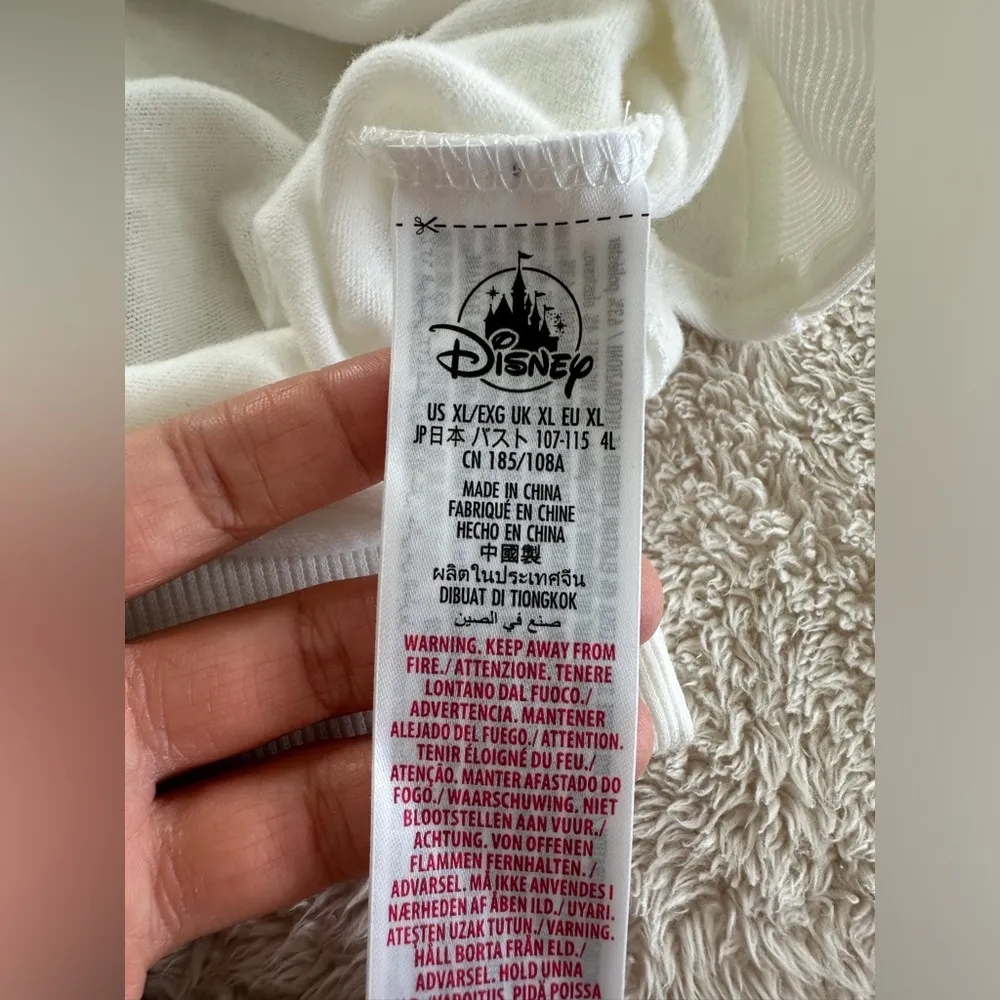 Disney
US XL/EXG UK XL EU XL
JP日本 バスト 107-115 4L
CN 185/108A
MADE IN CHINA
FABRIQUÉ EN CHINE
HECHO EN CHINA
中國製
ผลิตในประเทศจีน
DIBUAT DI TIONGKOK
صنع في الصين
WARNING. KEEP AWAY FROM
FIRE./ ATTENZIONE. TENERE
LONTANO DAL FUOCO./
ADVERTENCIA. MANTENER
ALEJADO DEL FUEGO./ ATTENTION.
TENIR ÉLOIGNÉ DU FEU./
ATENÇÃO. MANTER AFASTADO DO
FOGO./ WAARSCHUWING. NIET
BLOOTSTELLEN AAN VUUR./
ACHTUNG. VON OFFENEN
FLAMMEN FERNHALTEN./
ADVARSEL. MÅ IKKE ANVENDES I
NÆRHEDEN AF ÅBEN ILD./ UYARI.
ATEŞTEN UZAK TUTUN./ VARNING.
HÅLL BORTA FRÅN ELD./
ADVARSEL. HOLD UNNA
VAROITUS. PIDÄ POISSA